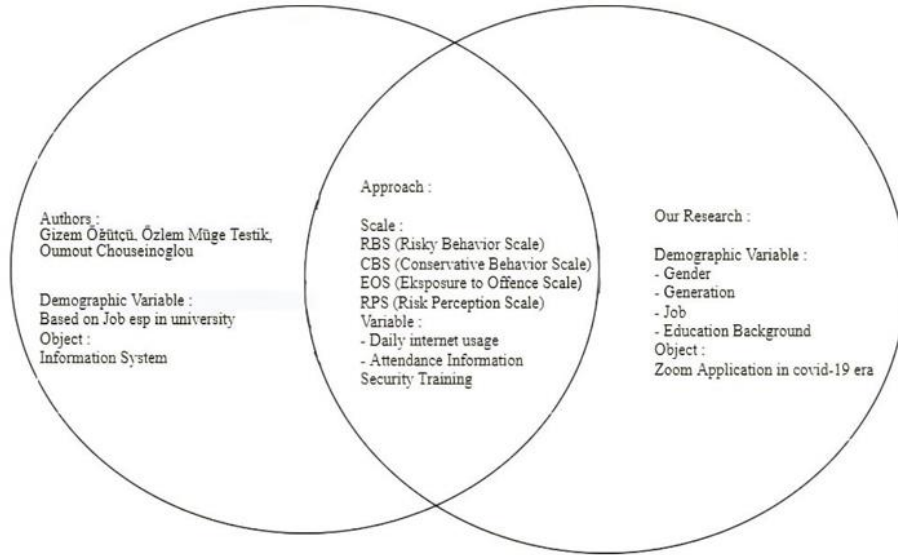 Authors :
Gizem Öğütçü, Özlem Müge Testik,
Oumout Chouseinoglou
Demographic Variable :
Based on Job esp in university
Object :
Information System
Approach :
Scale :
RBS (Risky Behavior Scale)
CBS (Conservative Behavior Scale)
EOS (Eksposure to Offence Scale)
RPS (Risk Perception Scale)
Variable :
- Daily internet usage
- Attendance Information
Security Training
Our Research :
Demographic Variable :
- Gender
- Generation
- Job
- Education Background
Object :
Zoom Application in covid-19 era